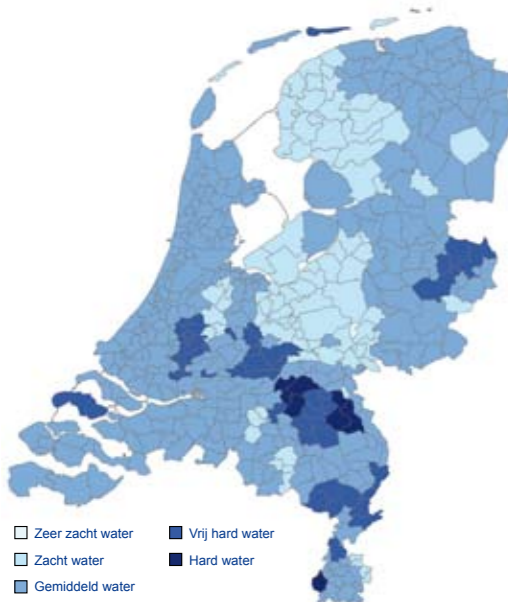 Zeer zacht water
Zacht water
Gemiddeld water
Vrij hard water
Hard water